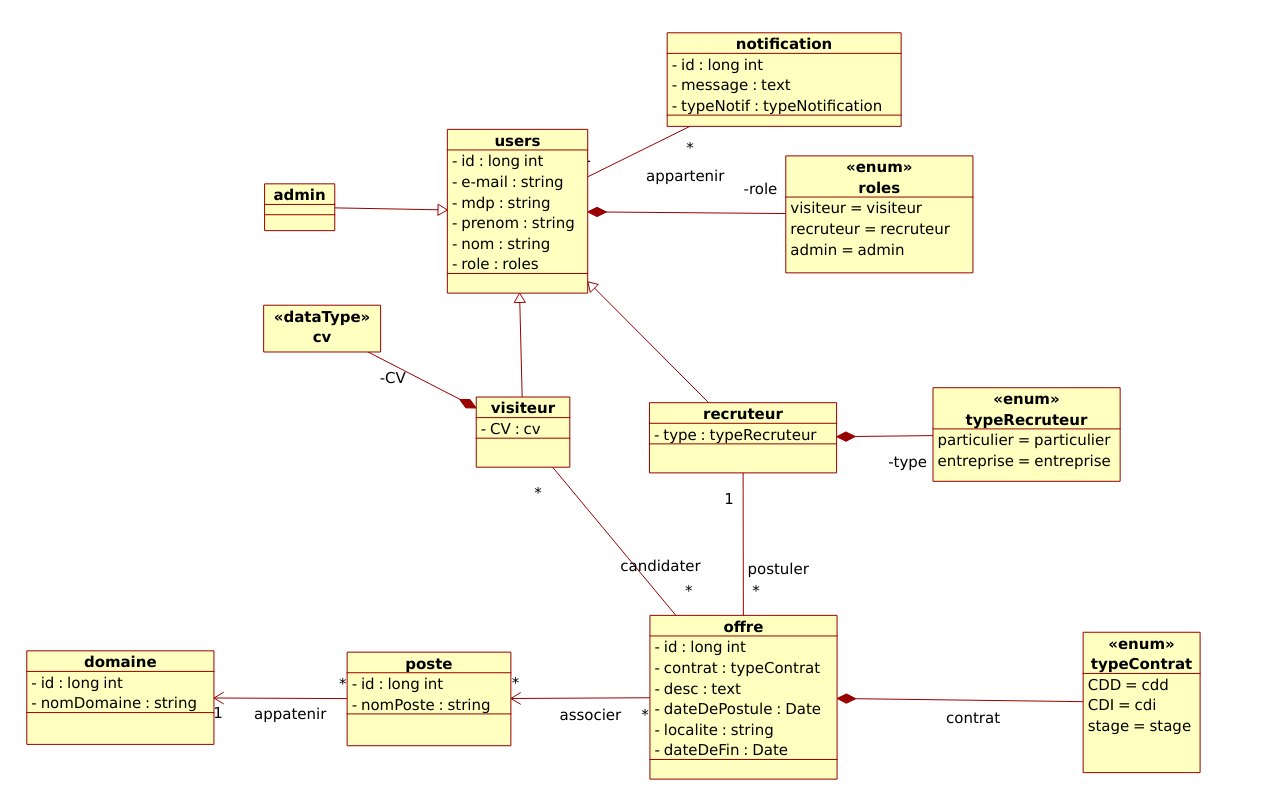 notification
- id : long int
- message : text
- typeNotif : typeNotification
users
- id : long int
- e-mail : string
- mdp : string
- prenom : string
- nom : string
- role : roles
*
appartenir
-role
«enum»
roles
visiteur = visiteur
recruteur = recruteur
admin = admin
admin
«dataType»
cv
-CV
visiteur
- CV : cv
recruteur
- type : typeRecruteur
«enum»
typeRecruteur
particulier = particulier
entreprise = entreprise
-type
*
1
candidater
postuler
*
*
offre
- id : long int
- contrat : typeContrat
- desc : text
- dateDePostule : Date
- localite : string
- dateDeFin : Date
domaine
- id : long int
- nomDomaine : string
*
1
appatenir
poste
- id : long int
- nomPoste : string
*
associer
*
contrat
«enum»
typeContrat
CDD = cdd
CDI = cdi
stage = stage